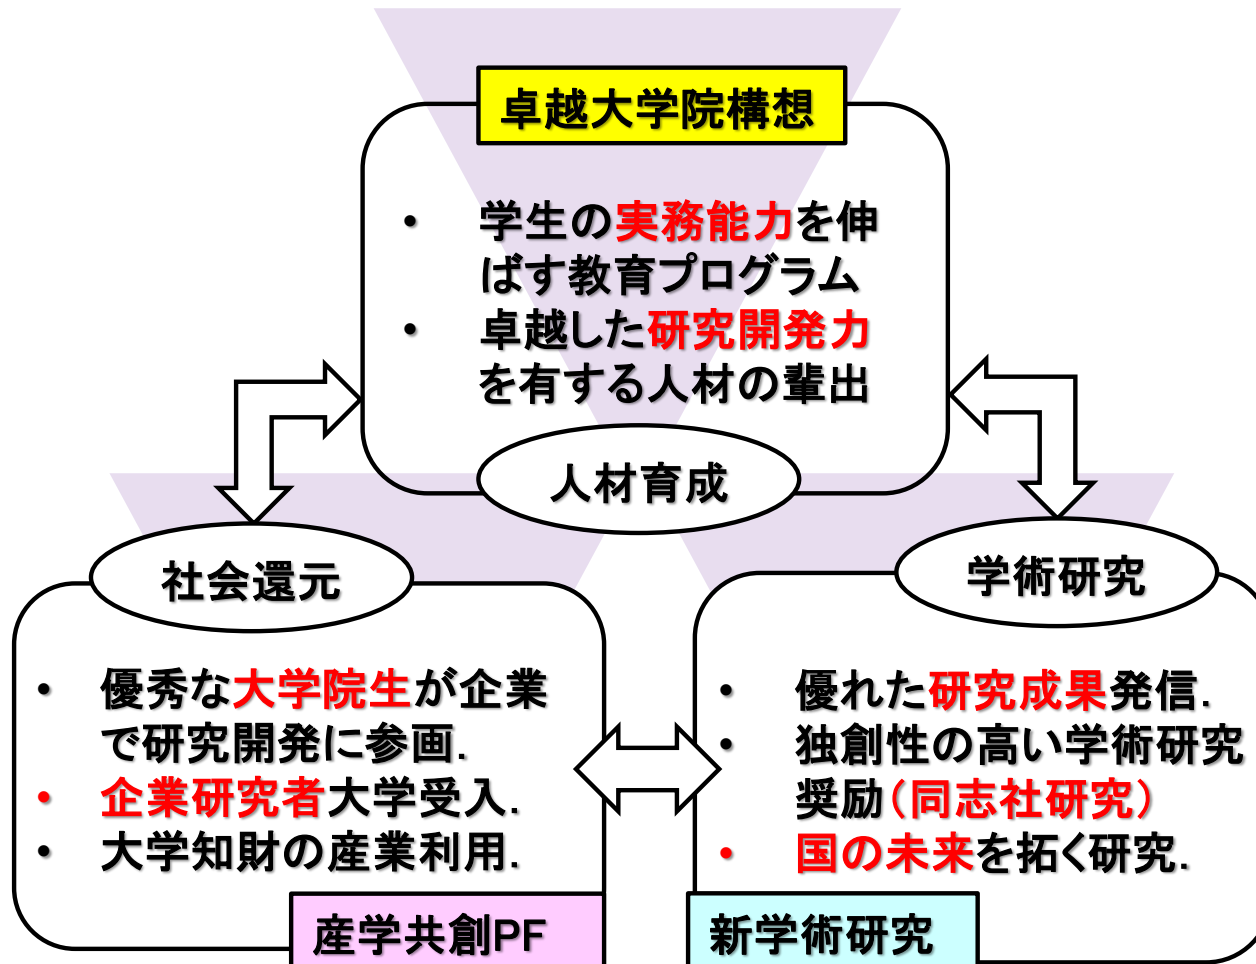 卓越大学院構想
• 学生の実務能力を伸
ばす教育プログラム
• 卓越した研究開発力
を有する人材の輩出
人材育成
社会還元
• 優秀な大学院生が企業
で研究開発に参画.
• 企業研究者大学受入.
• 大学知財の産業利用.
産学共創PF
学術研究
• 優れた研究成果発信.
• 独創性の高い学術研究
奨励（同志社研究）
• 国の未来を拓く研究.
新学術研究